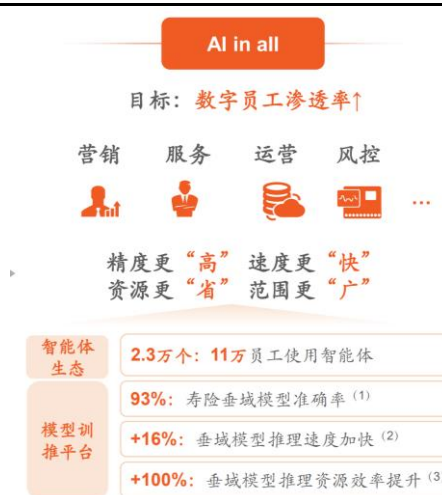 AI in all
目标：数字员工渗透率↑
营销 服务 运营 风控
...
精度更“高” 速度更“快”
资源更“省” 范围更“广”
智能体
生态
2.3万个：11万员工使用智能体
模型训
推平台
93%：寿险垂域模型准确率 (1)
+16%：垂域模型推理速度加快 (2)
+100%：垂域模型推理资源效率提升 (3